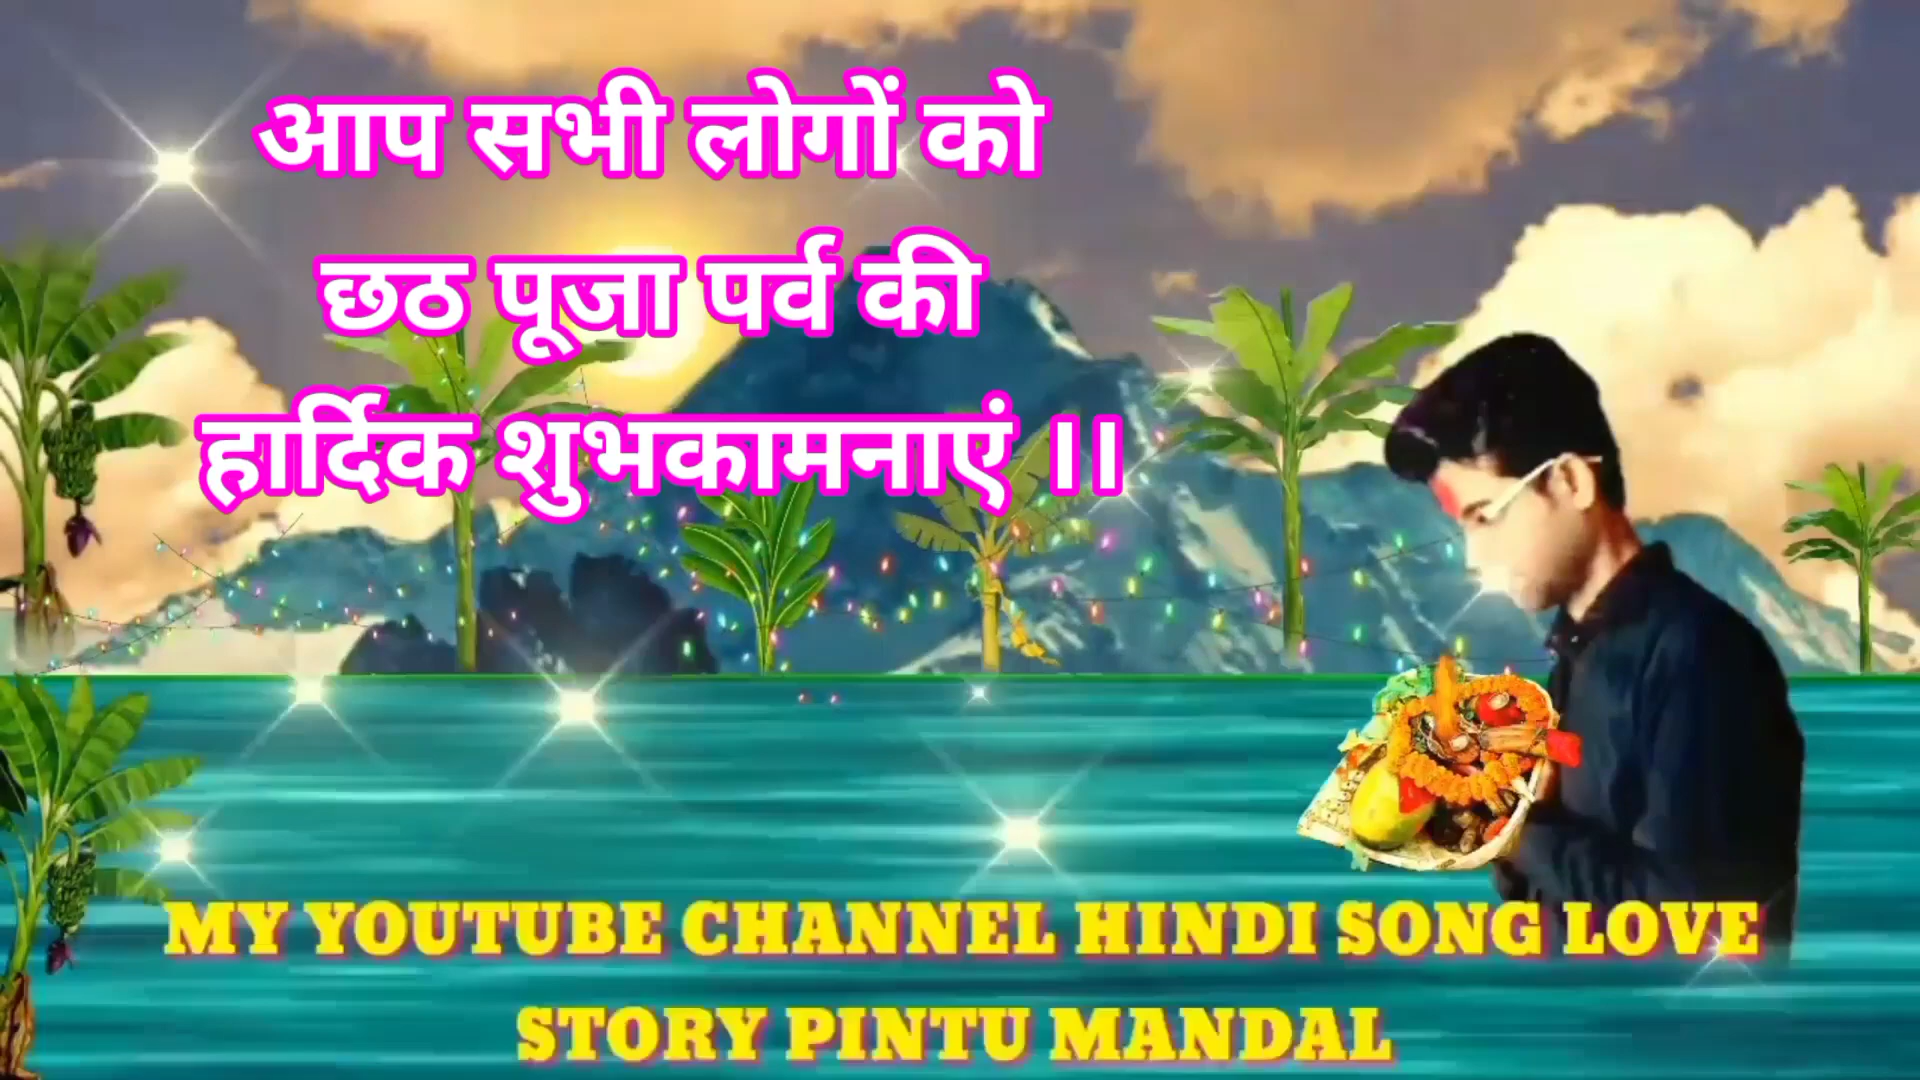 आप सभी लोगों को
छठ पूजा पर्व की
हार्दिक शुभकामनाएं ।।
MY YOUTUBE CHANNEL HINDI SONG LOVE
STORY PINTU MANDAL